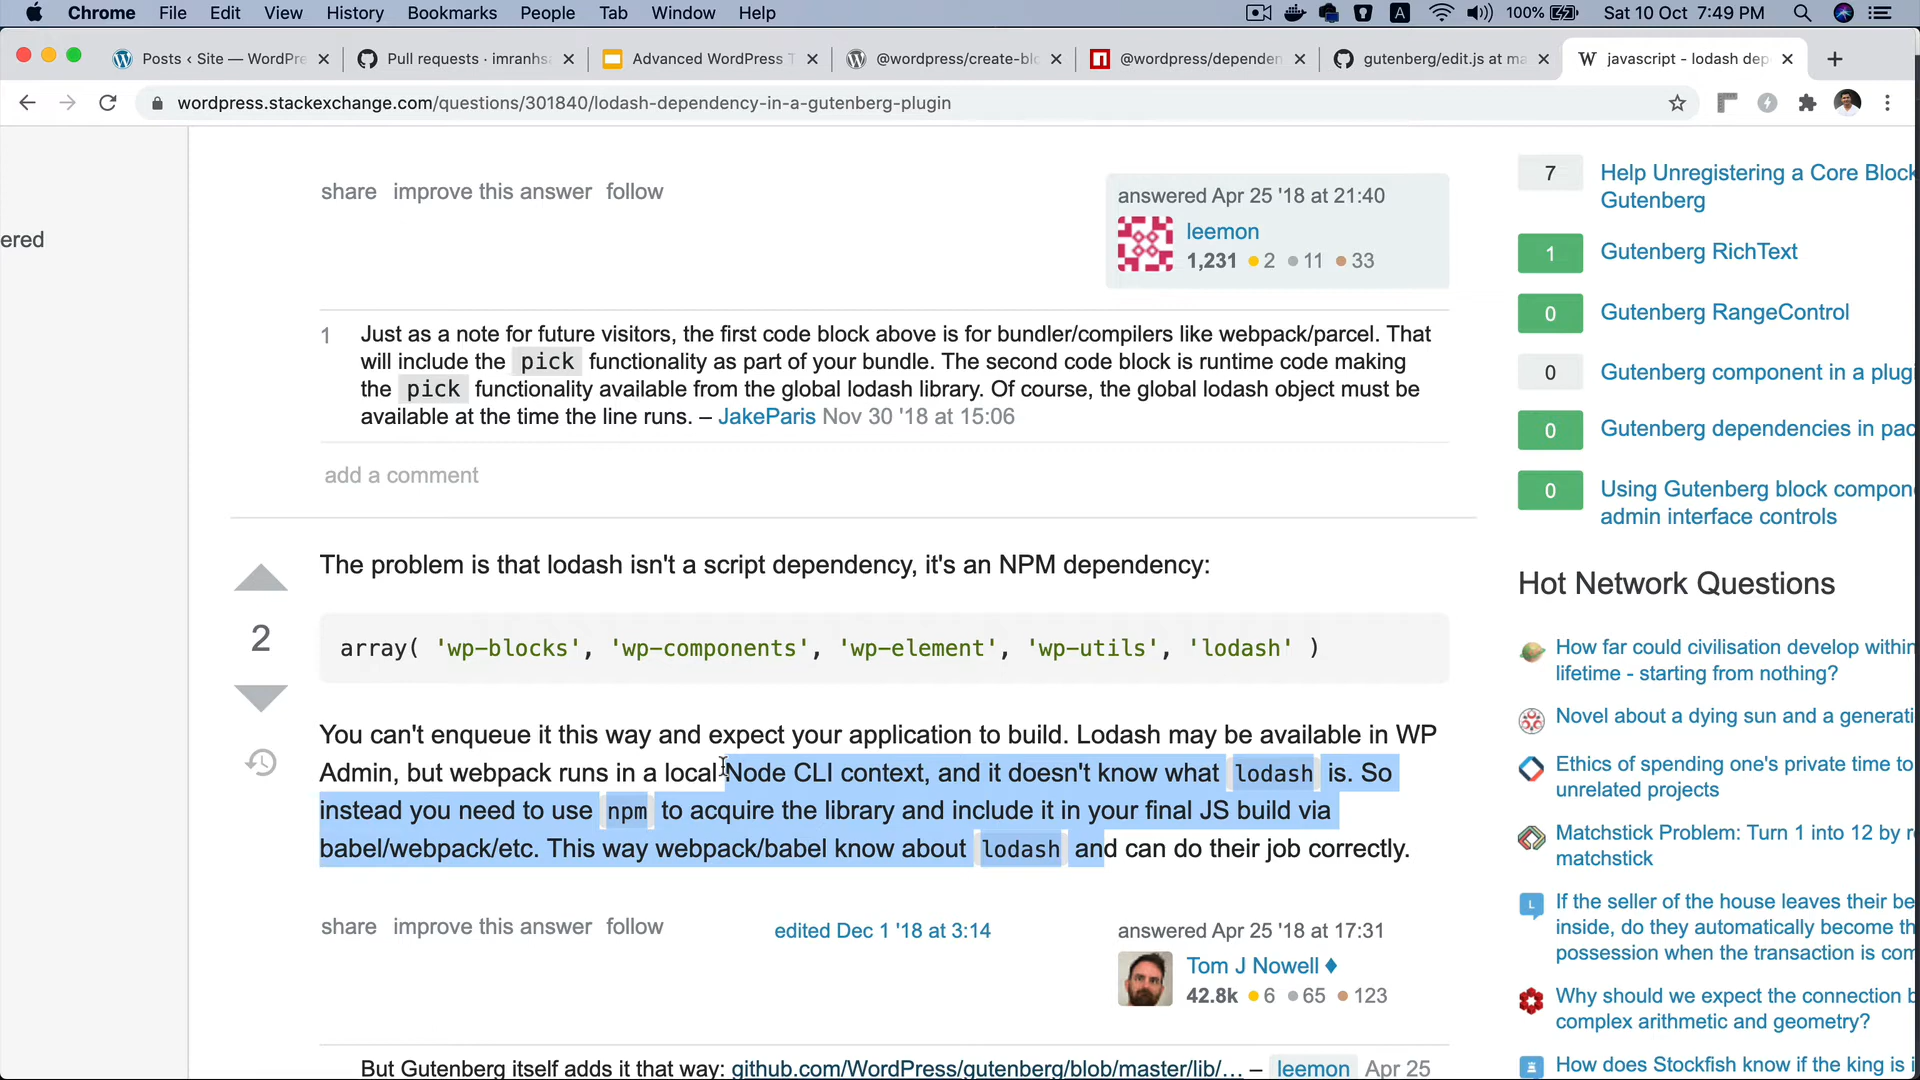 Chrome File Edit View History Bookmarks People Tab Window Help 100% Sat 10 Oct 7:49 PM
Posts ‹ Site — WordPre
Pull requests · imranhsa
Advanced WordPress T
@wordpress/create-blo
@wordpress/dependen
gutenberg/edit.js at ma
javascript - lodash dep
wordpress.stackexchange.com/questions/301840/lodash-dependency-in-a-gutenberg-plugin
ered
share improve this answer follow
answered Apr 25 '18 at 21:40
leemon
1,231 2 11 33
1
Just as a note for future visitors, the first code block above is for bundler/compilers like webpack/parcel. That
will include the pick functionality as part of your bundle. The second code block is runtime code making
the pick functionality available from the global lodash library. Of course, the global lodash object must be
available at the time the line runs. – JakeParis Nov 30 '18 at 15:06
add a comment
The problem is that lodash isn't a script dependency, it's an NPM dependency:
2
array( 'wp-blocks', 'wp-components', 'wp-element', 'wp-utils', 'lodash' )
You can't enqueue it this way and expect your application to build. Lodash may be available in WP
Admin, but webpack runs in a local Node CLI context, and it doesn't know what lodash is. So
instead you need to use npm to acquire the library and include it in your final JS build via
babel/webpack/etc. This way webpack/babel know about lodash and can do their job correctly.
share improve this answer follow
edited Dec 1 '18 at 3:14
answered Apr 25 '18 at 17:31
Tom J Nowell ♦
42.8k 6 65 123
But Gutenberg itself adds it that way: github.com/WordPress/gutenberg/blob/master/lib/… – leemon Apr 25
7 Help Unregistering a Core Block
Gutenberg
1 Gutenberg RichText
0 Gutenberg RangeControl
0 Gutenberg component in a plugi
0 Gutenberg dependencies in pac
0 Using Gutenberg block compon
admin interface controls
Hot Network Questions
How far could civilisation develop within
lifetime - starting from nothing?
Novel about a dying sun and a generati
Ethics of spending one's private time to
unrelated projects
Matchstick Problem: Turn 1 into 12 by r
matchstick
If the seller of the house leaves their be
inside, do they automatically become th
possession when the transaction is com
Why should we expect the connection b
complex arithmetic and geometry?
How does Stockfish know if the king is i